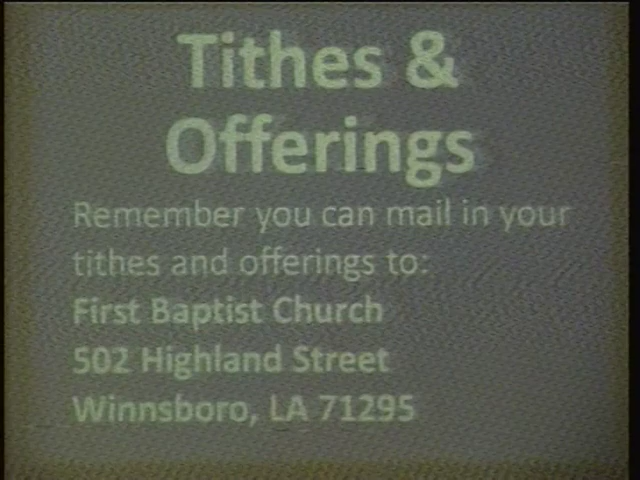 Tithes &
Offerings
Remember you can mail in your
tithes and offerings to:
First Baptist Church
502 Highland Street
Winnsboro, LA 71295